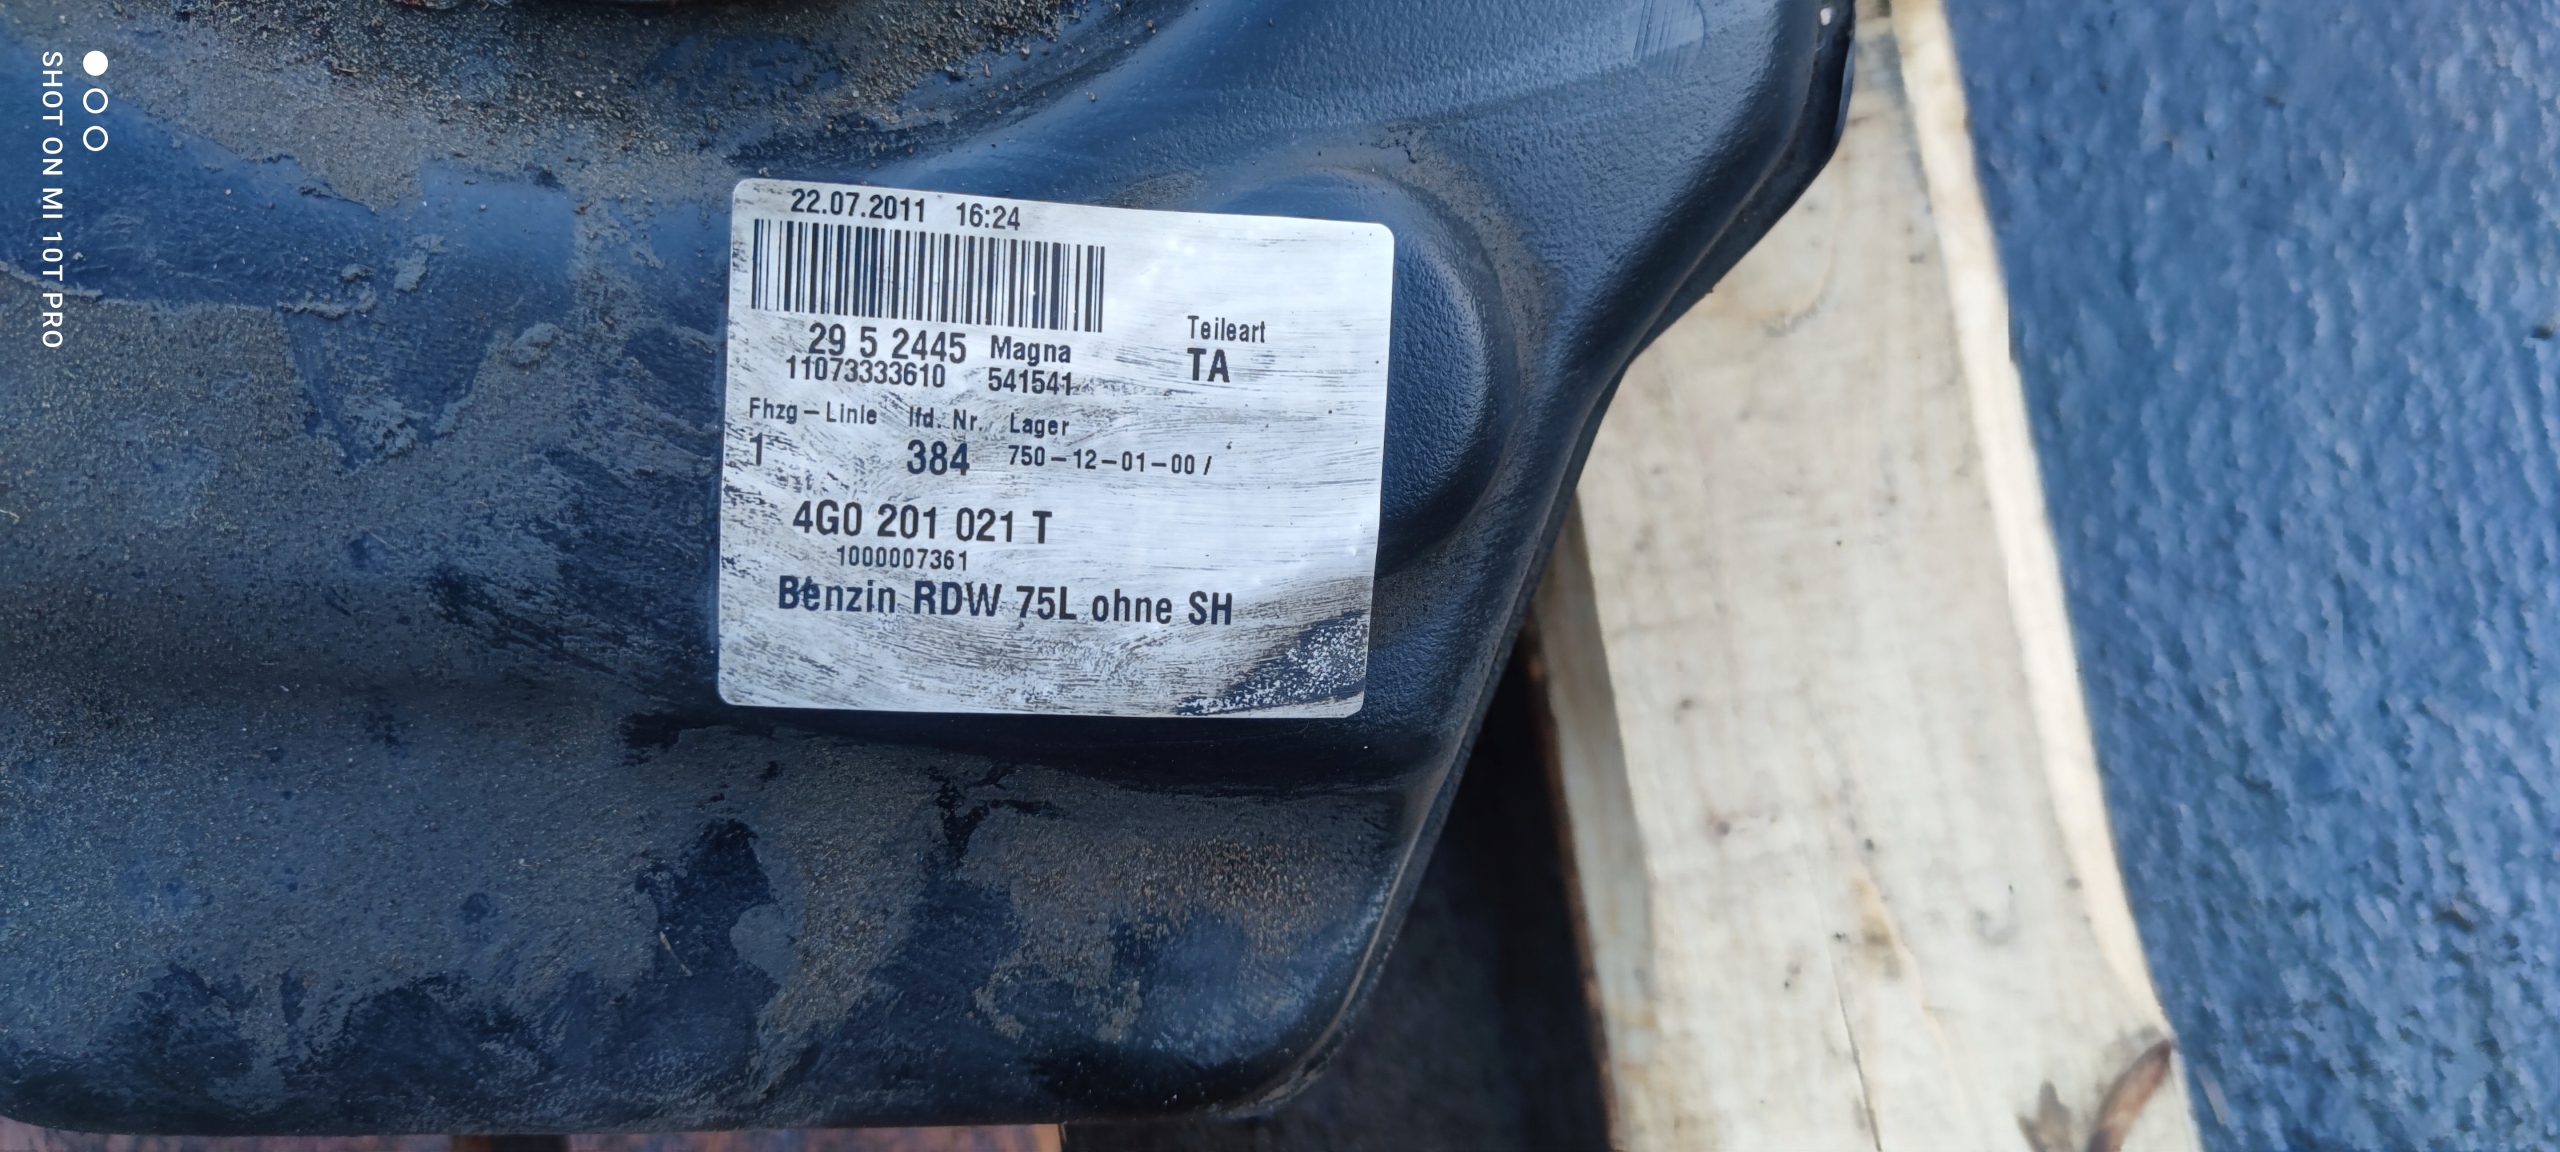 22.07.2011 16:24
29 5 2445 Magna
11073333610 541541
Teileart
TA
Fhzg-Linie lfd. Nr. Lager
1 384 750-12-01-00 /
4G0 201 021 T
1000007361
Benzin RDW 75L ohne SH
SHOT ON MI 10T PRO